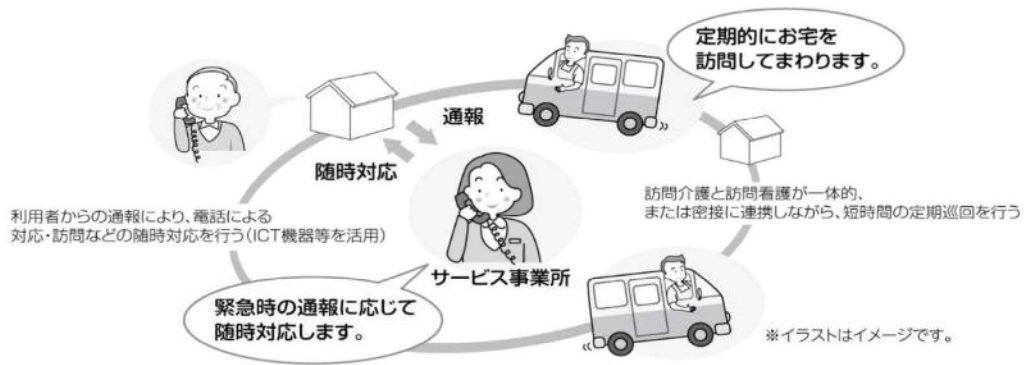 定期的にお宅を
訪問してまわります。
通報
随時対応
利用者からの通報により、電話による
対応・訪問などの随時対応を行う(ICT機器等を活用)
訪問介護と訪問看護が一体的、
または密接に連携しながら、短時間の定期巡回を行う
サービス事業所
緊急時の通報に応じて
随時対応します。
※イラストはイメージです。